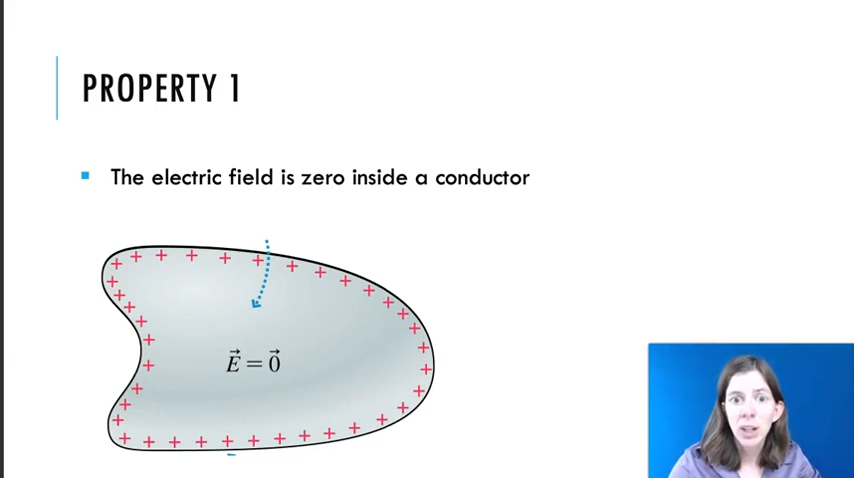 PROPERTY 1
The electric field is zero inside a conductor
+ + + + + + + + + + + + + + + + + + + + + + + + + + + + + + + + + + + + + +
E⃗ = 0⃗